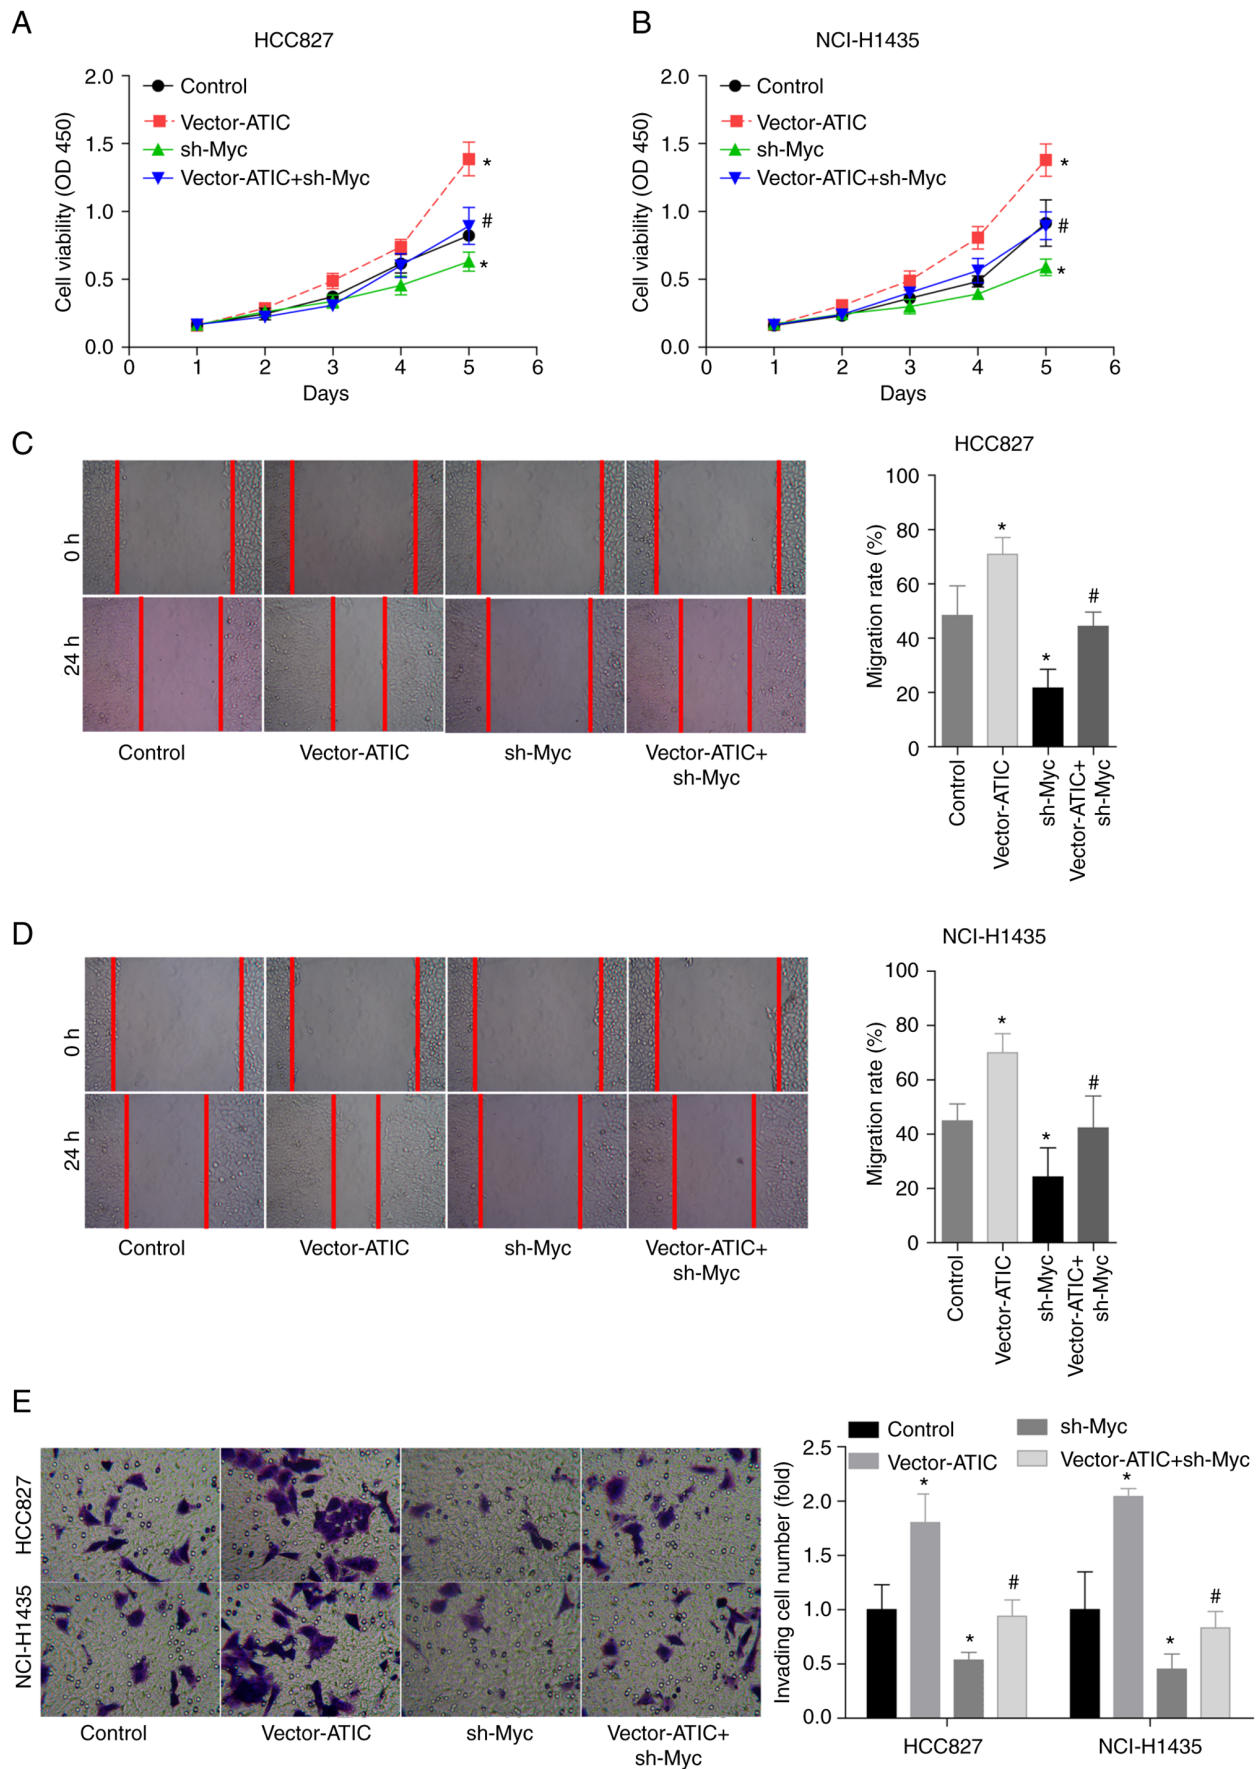 A
HCC827
Cell viability (OD 450)
2.0
1.5
1.0
0.5
0.0
Control
Vector-ATIC
sh-Myc
Vector-ATIC+sh-Myc
*
#
*
0 1 2 3 4 5 6
Days
B
NCI-H1435
Cell viability (OD 450)
2.0
1.5
1.0
0.5
0.0
Control
Vector-ATIC
sh-Myc
Vector-ATIC+sh-Myc
*
#
*
0 1 2 3 4 5 6
Days
C
0 h
24 h
Control
Vector-ATIC
sh-Myc
Vector-ATIC+
sh-Myc
HCC827
Migration rate (%)
100
80
60
40
20
0
*
*
#
Control
Vector-ATIC
sh-Myc
Vector-ATIC+
sh-Myc
D
0 h
24 h
Control
Vector-ATIC
sh-Myc
Vector-ATIC+
sh-Myc
NCI-H1435
Migration rate (%)
100
80
60
40
20
0
*
*
#
Control
Vector-ATIC
sh-Myc
Vector-ATIC+
sh-Myc
E
HCC827
NCI-H1435
Control
Vector-ATIC
sh-Myc
Vector-ATIC+
sh-Myc
Control
sh-Myc
Vector-ATIC
Vector-ATIC+sh-Myc
Invading cell number (fold)
2.5
2.0
1.5
1.0
0.5
0.0
*
*
#
*
*
#
HCC827
NCI-H1435